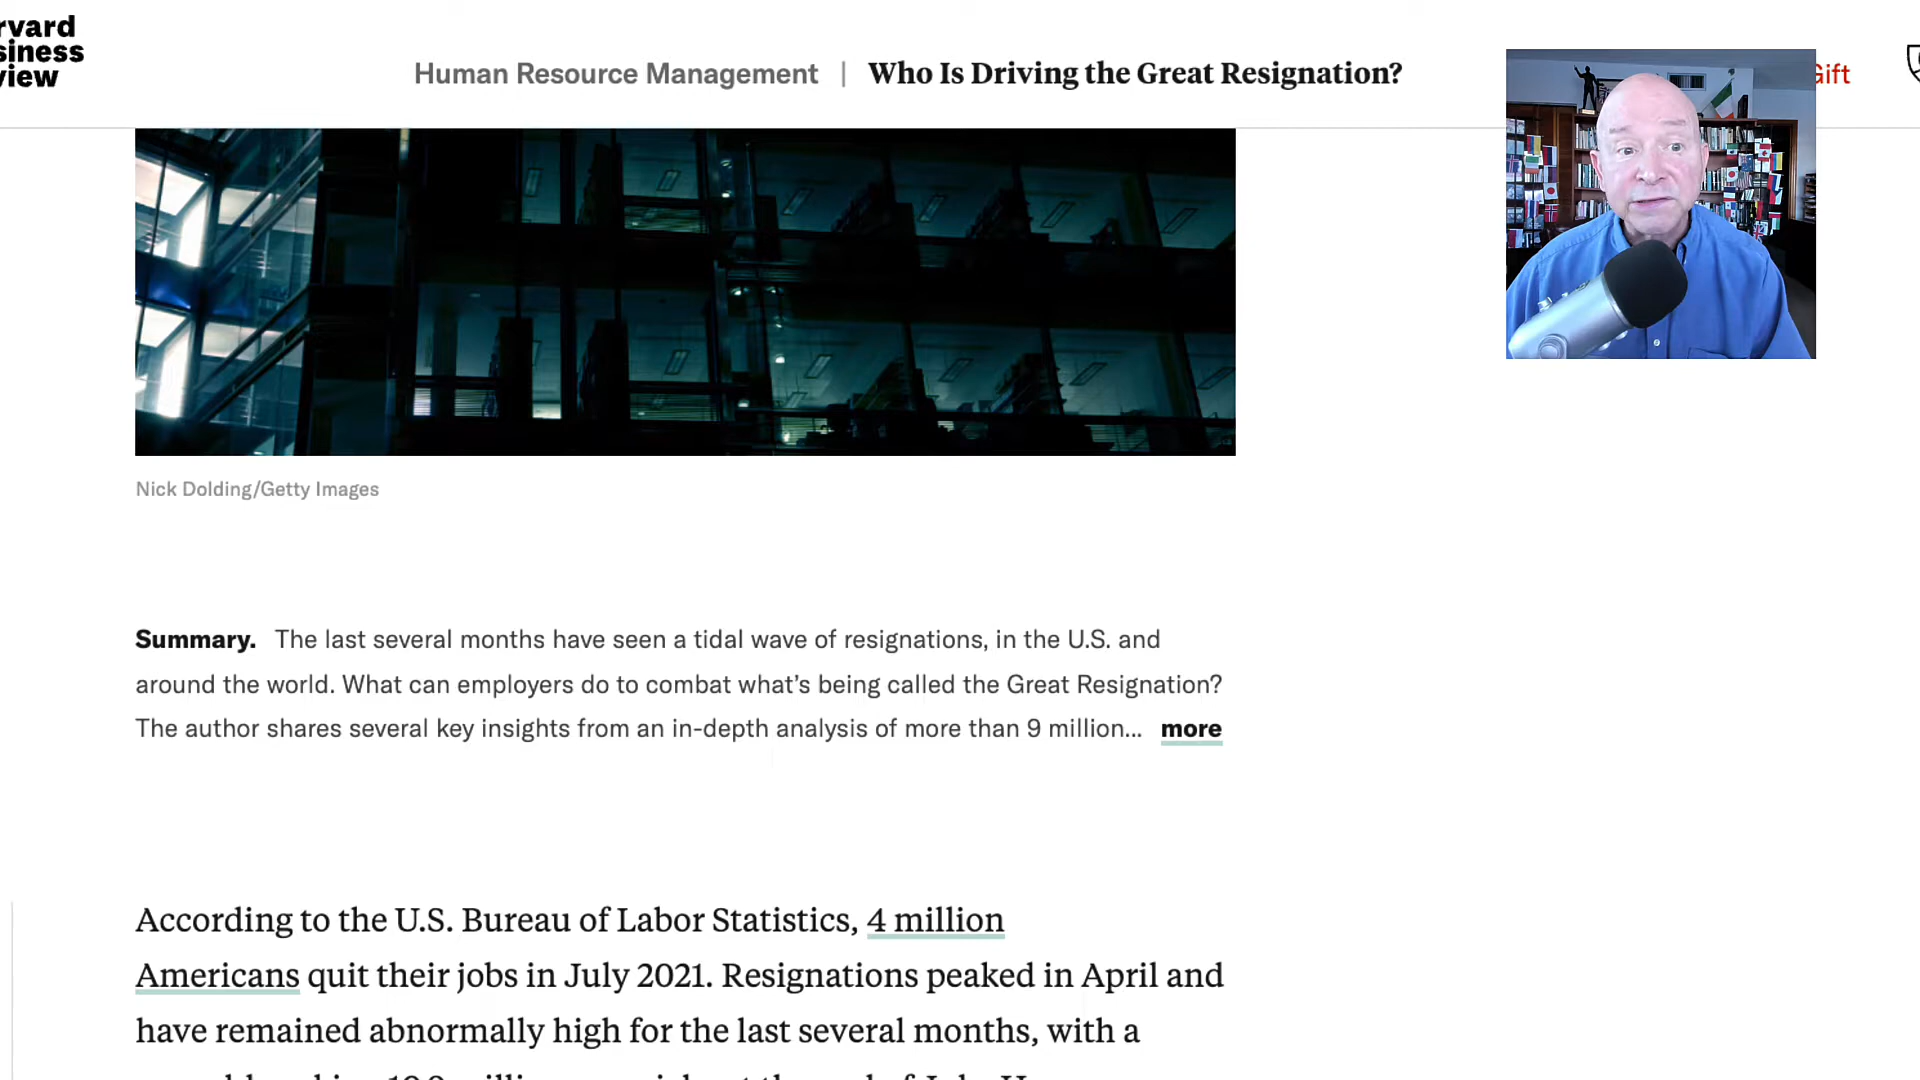 rvard
siness
view
Human Resource Management | Who Is Driving the Great Resignation?
Gift
Nick Dolding/Getty Images
Summary. The last several months have seen a tidal wave of resignations, in the U.S. and
around the world. What can employers do to combat what's being called the Great Resignation?
The author shares several key insights from an in-depth analysis of more than 9 million... more
According to the U.S. Bureau of Labor Statistics, 4 million
Americans quit their jobs in July 2021. Resignations peaked in April and
have remained abnormally high for the last several months, with a